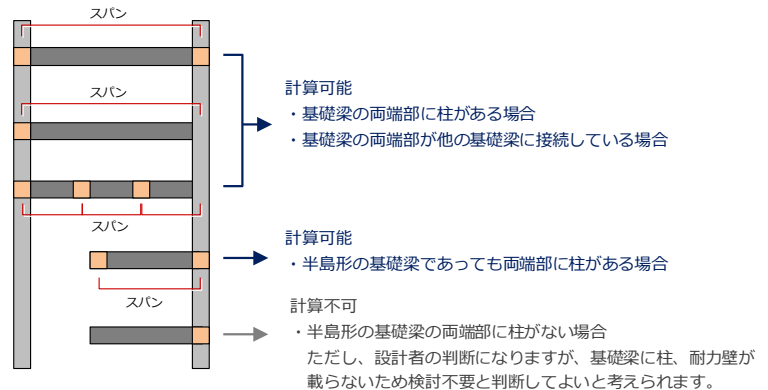 スパン
スパン
計算可能
・基礎梁の両端部に柱がある場合
・基礎梁の両端部が他の基礎梁に接続している場合
スパン
計算可能
・半島形の基礎梁であっても両端部に柱がある場合
スパン
計算不可
・半島形の基礎梁の両端部に柱がない場合
ただし、設計者の判断になりますが、基礎梁に柱、耐力壁が
載らないため検討不要と判断してよいと考えられます。